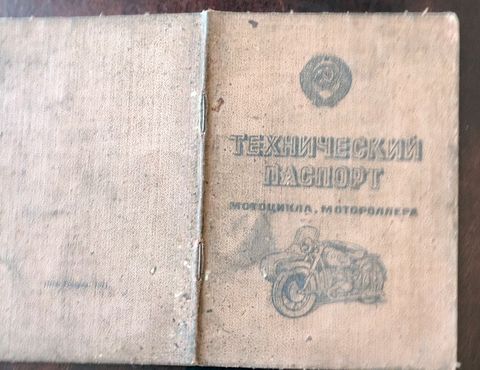 ТЕХНИЧЕСКИЙ
ПАСПОРТ
МОТОЦИКЛА, МОТОРОЛЛЕРА